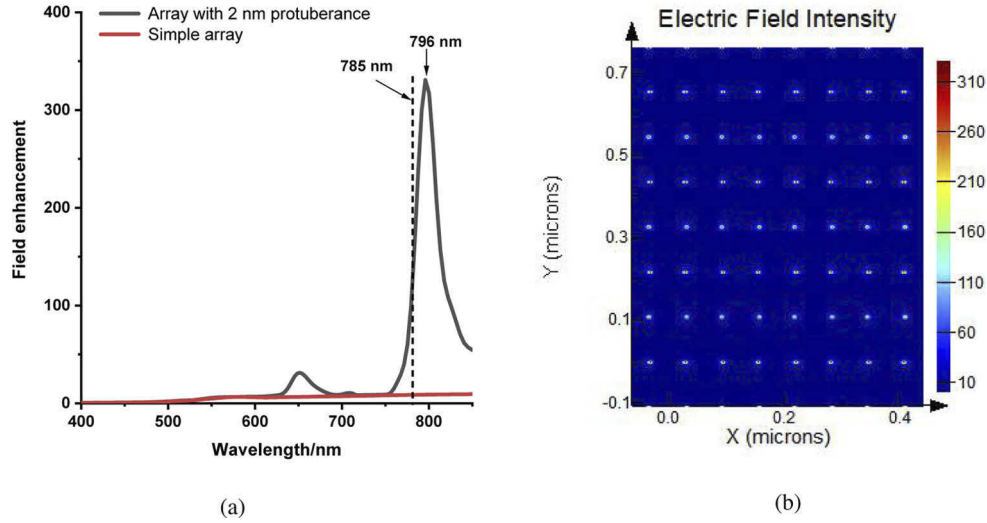 Array with 2 nm protuberance
Simple array
796 nm
785 nm
400
300
200
100
0
400
500
600
700
800
Field enhancement
Wavelength/nm
(a)
Electric Field Intensity
0.7
0.5
0.3
0.1
-0.1
Y (microns)
0.0
0.2
0.4
X (microns)
310
260
210
160
110
60
10
(b)